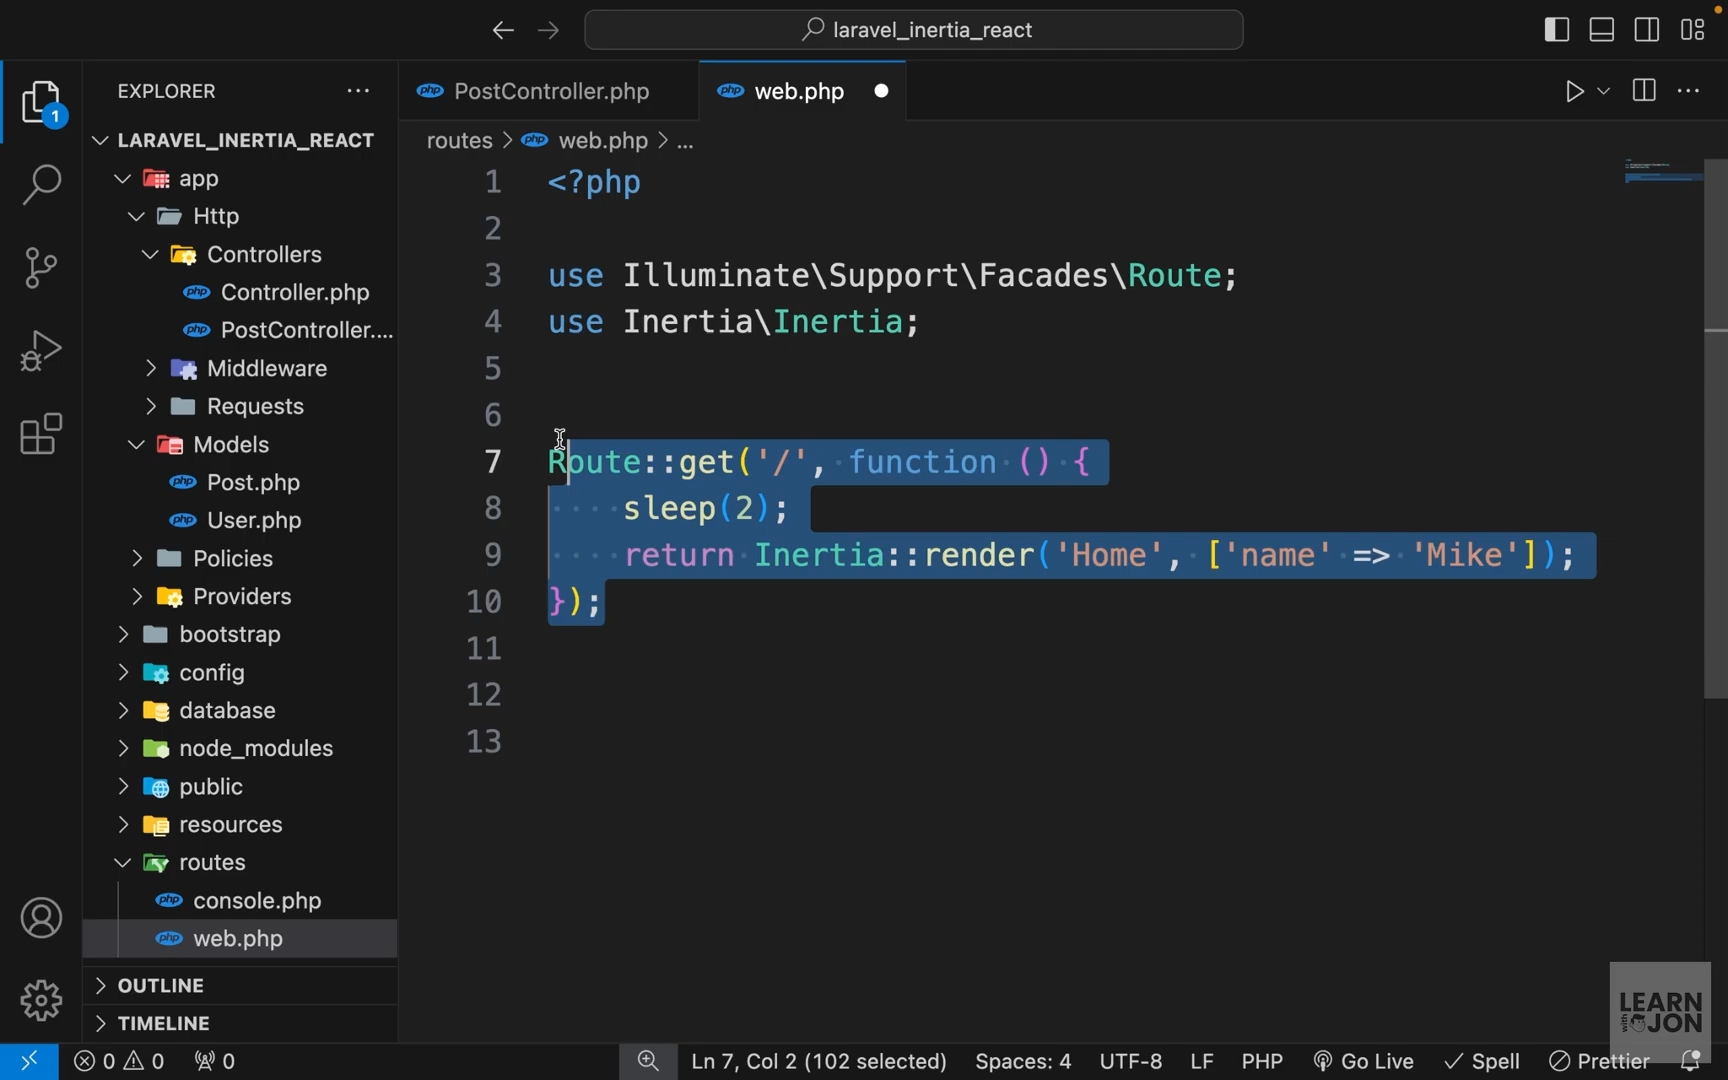 laravel_inertia_react
EXPLORER
PostController.php
web.php
LARAVEL_INERTIA_REACT
routes > web.php > ...
app
Http
Controllers
Controller.php
PostController....
Middleware
Requests
Models
Post.php
User.php
Policies
Providers
bootstrap
config
database
node_modules
public
resources
routes
console.php
web.php
OUTLINE
TIMELINE
1
1 <?php
2
3 use Illuminate\Support\Facades\Route;
4 use Inertia\Inertia;
5
6
7 Route::get('/', function () {
8 sleep(2);
9 return Inertia::render('Home', ['name' => 'Mike']);
10 });
11
12
13
LEARN
with JON
0 0 0 Ln 7, Col 2 (102 selected) Spaces: 4 UTF-8 LF PHP Go Live Spell Prettier